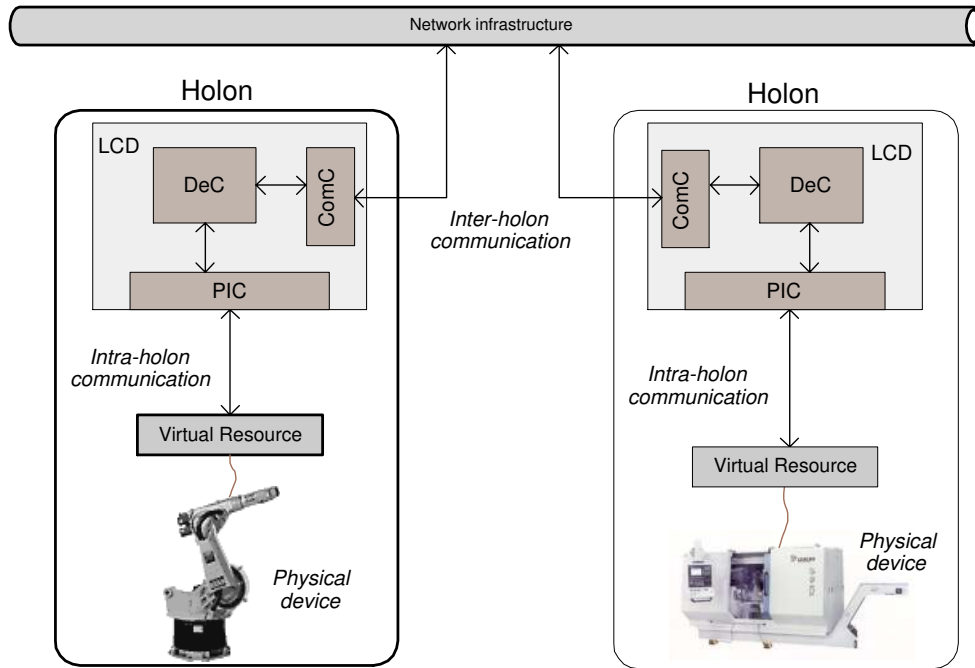 Network infrastructure
Holon
LCD
DeC
ComC
PIC
Intra-holon
communication
Virtual Resource
Physical
device
Inter-holon
communication
Holon
LCD
ComC
DeC
PIC
Intra-holon
communication
Virtual Resource
Physical
device